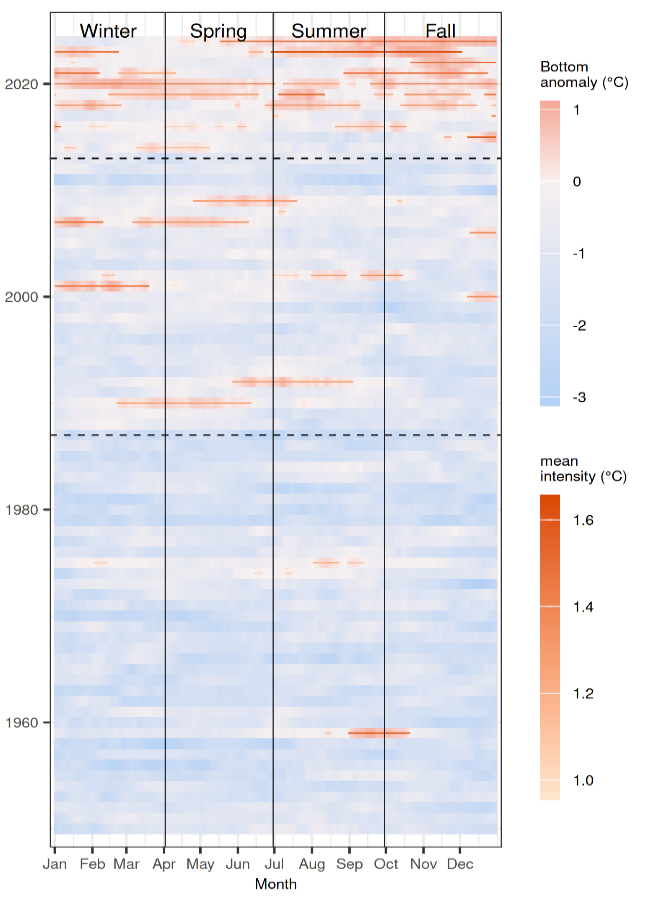 Winter Spring Summer Fall
2020
2000
1980
1960
Jan Feb Mar Apr May Jun Jul Aug Sep Oct Nov Dec
Month
Bottom
anomaly (°C)
1
0
-1
-2
-3
mean
intensity (°C)
1.6
1.4
1.2
1.0